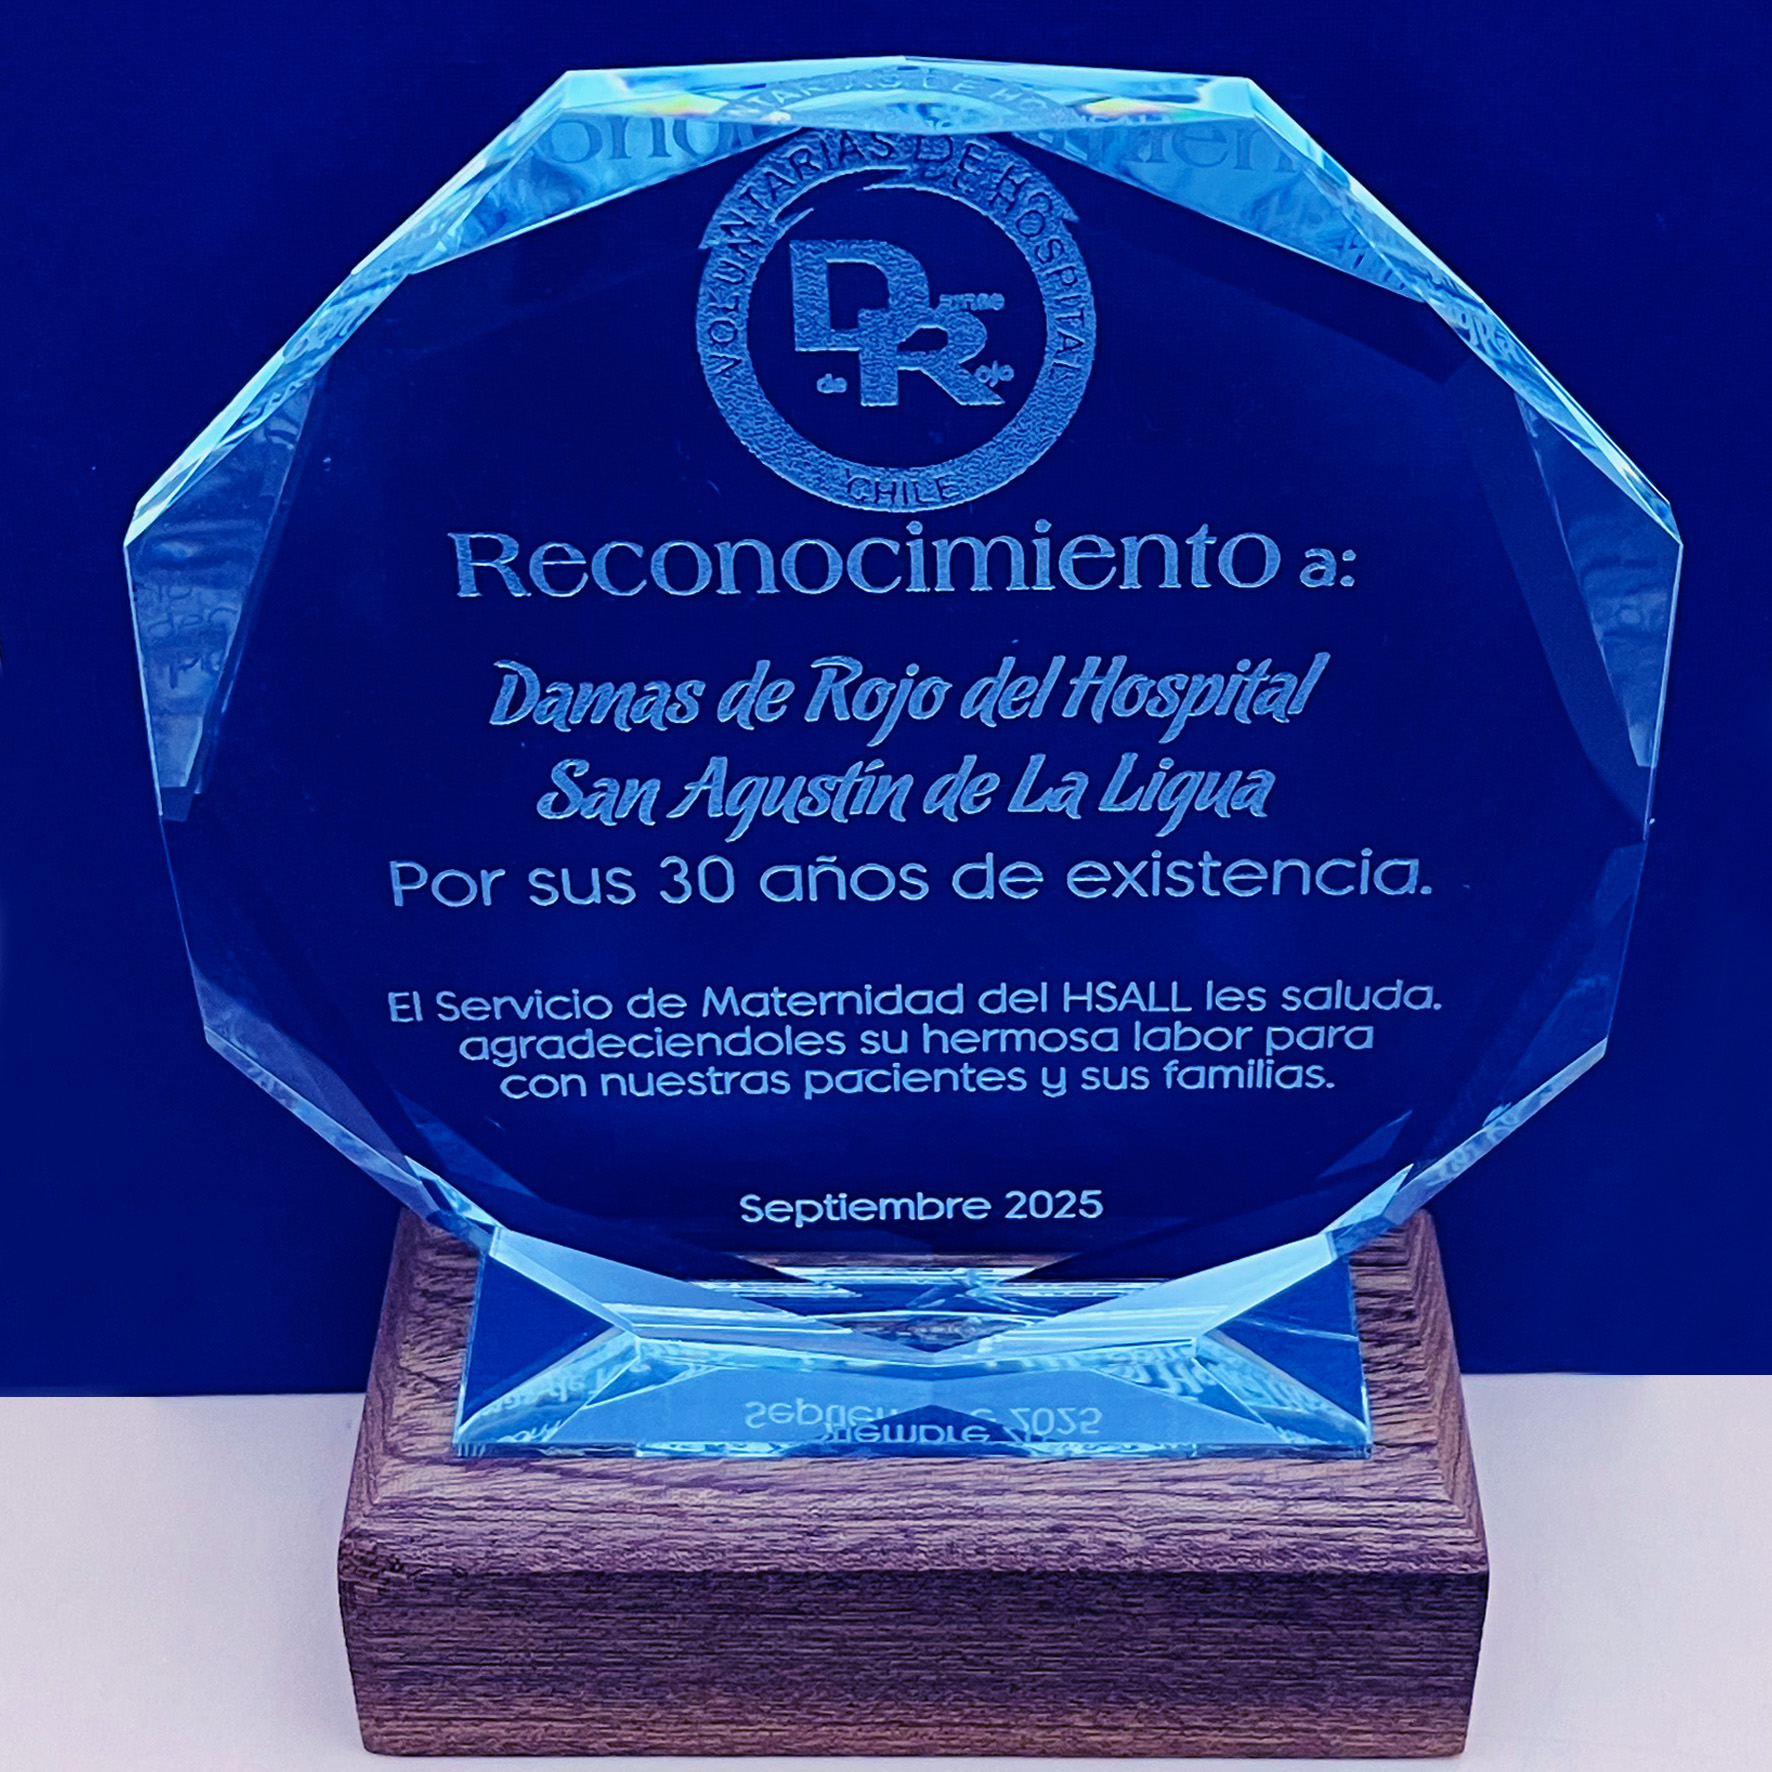 VOLUNTARIAS DE HOSPITAL
DR
Damas
de Rojo
CHILE
Reconocimiento a:
Damas de Rojo del Hospital
San Agustín de La Ligua
Por sus 30 años de existencia.
El Servicio de Maternidad del HSALL les saluda.
agradeciendoles su hermosa labor para
con nuestras pacientes y sus familias.
Septiembre 2025